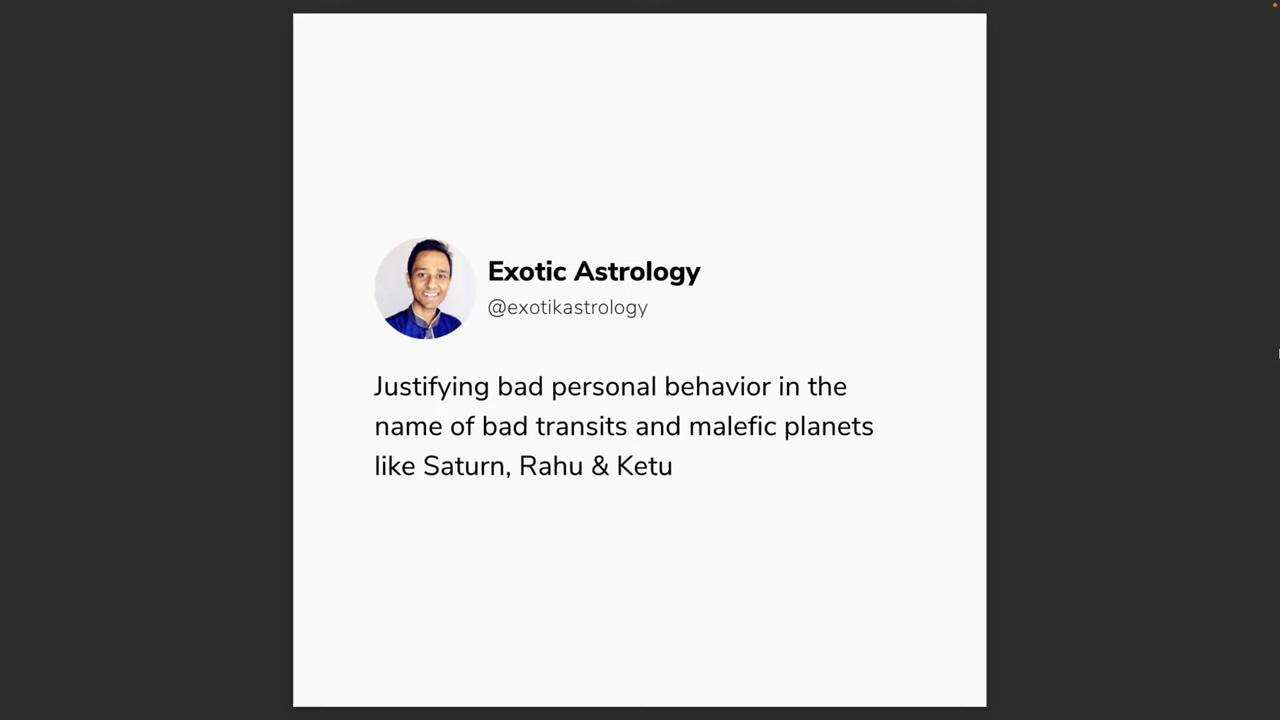 Exotic Astrology
@exotikastrology
Justifying bad personal behavior in the
name of bad transits and malefic planets
like Saturn, Rahu & Ketu